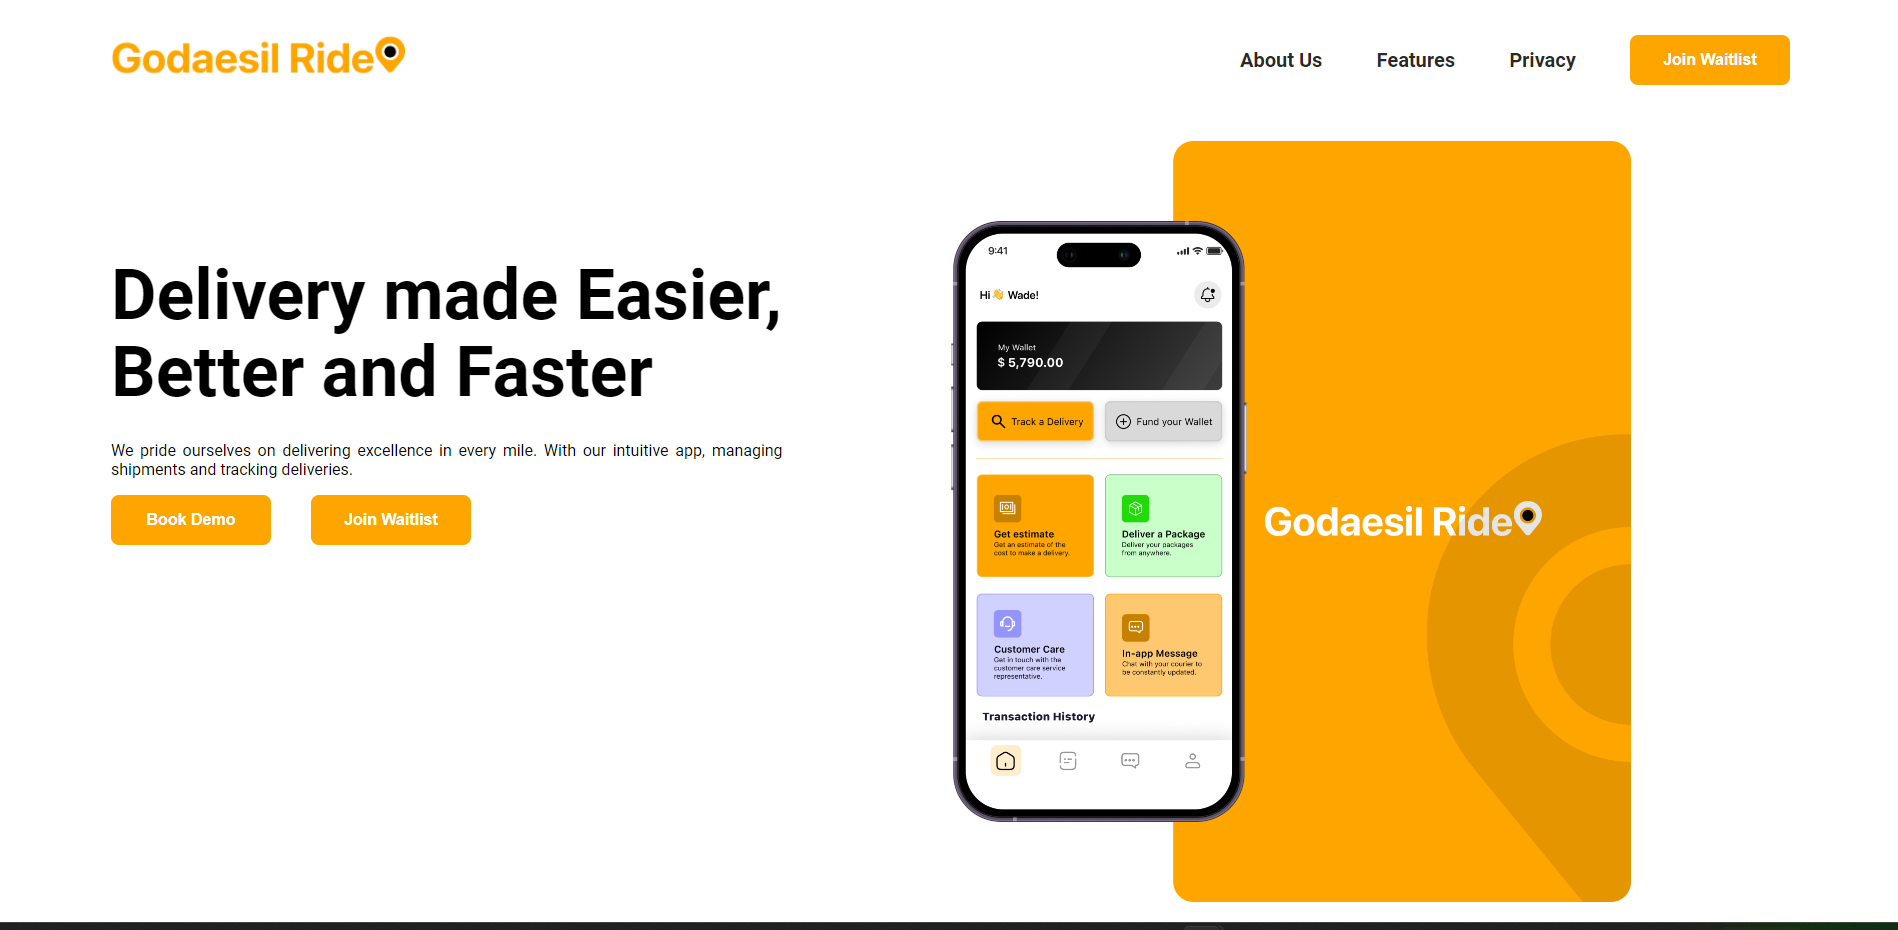 Godaesil Ride
About Us
Features
Privacy
Join Waitlist
Delivery made Easier,
Better and Faster
We pride ourselves on delivering excellence in every mile. With our intuitive app, managing
shipments and tracking deliveries.
Book Demo
Join Waitlist
9:41
Hi 👋 Wade!
My Wallet
$ 5,790.00
Track a Delivery
Fund your Wallet
Get estimate
Get an estimate of the
cost to make a delivery.
Deliver a Package
Deliver your packages
from anywhere.
Customer Care
Get in touch with the
customer care service
representative.
In-app Message
Chat with your courier to
be constantly updated.
Transaction History
Godaesil Ride